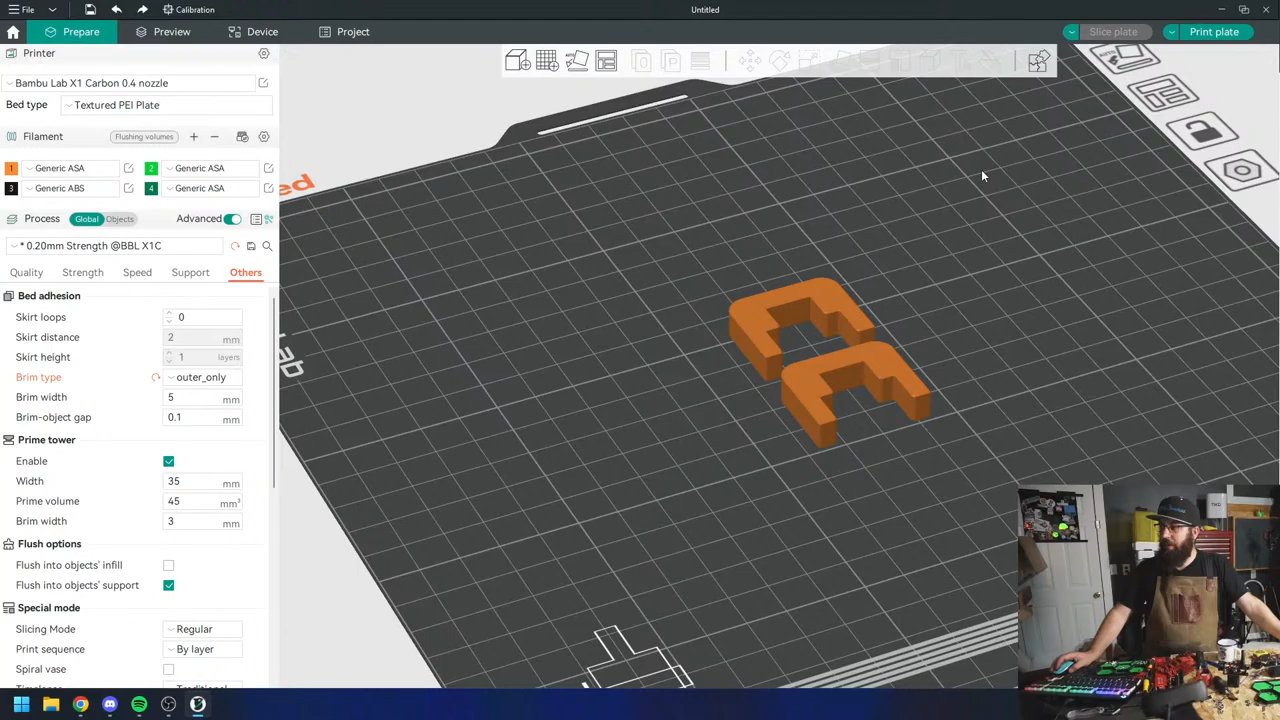 File
Calibration
Untitled
Prepare
Preview
Device
Project
Slice plate
Print plate
Printer
Bambu Lab X1 Carbon 0.4 nozzle
Bed type
Textured PEI Plate
Filament
Flushing volumes
1 Generic ASA
2 Generic ASA
3 Generic ABS
4 Generic ASA
Process
Global
Objects
Advanced
* 0.20mm Strength @BBL X1C
Quality
Strength
Speed
Support
Others
Bed adhesion
Skirt loops 0
Skirt distance 2 mm
Skirt height 1 layers
Brim type outer_only
Brim width 5 mm
Brim-object gap 0.1 mm
Prime tower
Enable
Width 35 mm
Prime volume 45 mm³
Brim width 3 mm
Flush options
Flush into objects' infill
Flush into objects' support
Special mode
Slicing Mode Regular
Print sequence By layer
Spiral vase
ed
AUTO